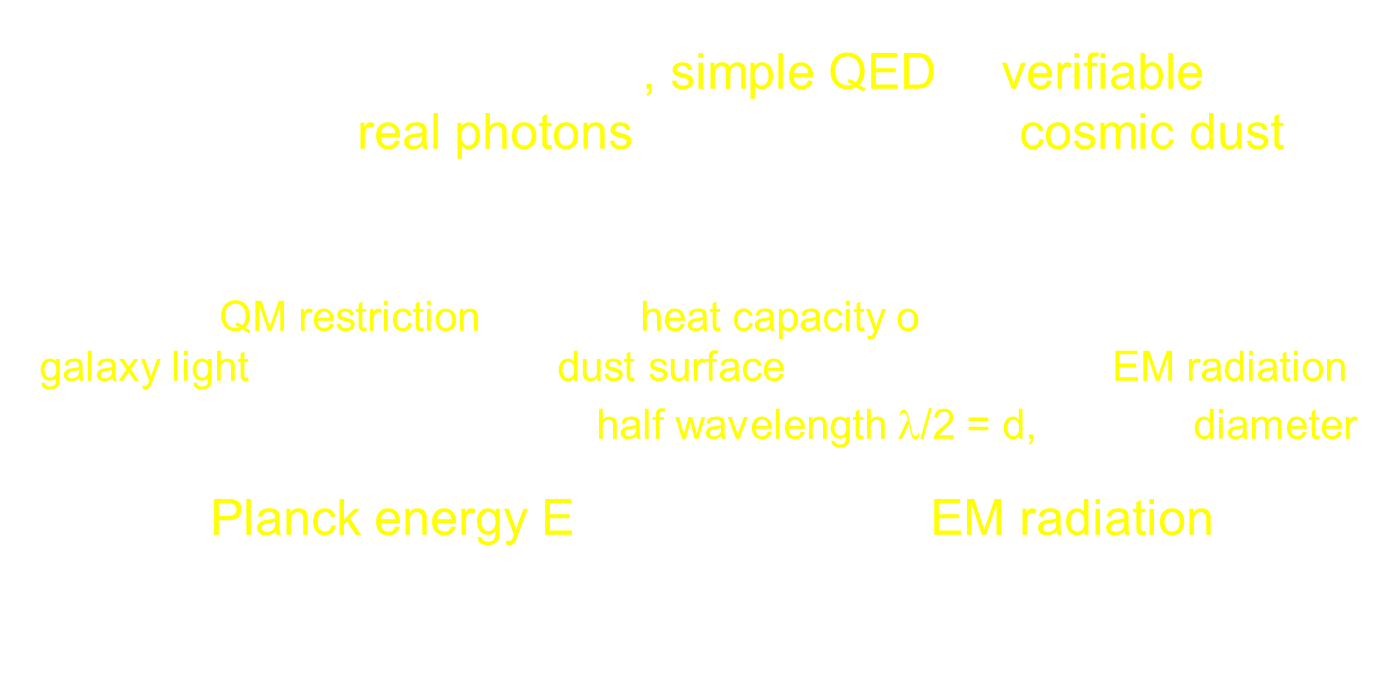 , simple QED verifiable
real photons cosmic dust
QM restriction heat capacity o
galaxy light dust surface EM radiation
half wavelength λ/2 = d, diameter
Planck energy E EM radiation